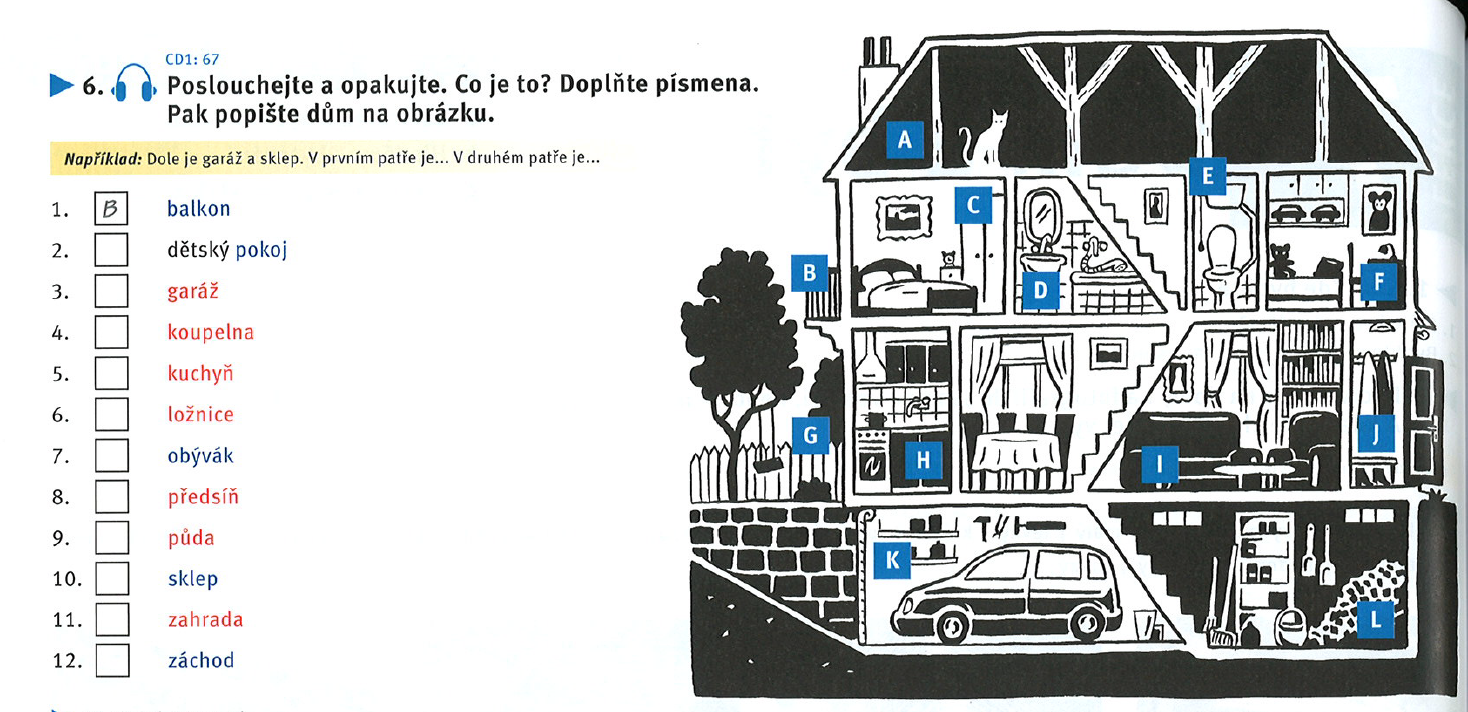 CD1: 67
6. Poslouchejte a opakujte. Co je to? Doplňte písmena.
Pak popište dům na obrázku.
Například: Dole je garáž a sklep. V prvním patře je... V druhém patře je...
1. B balkon
2. dětský pokoj
3. garáž
4. koupelna
5. kuchyň
6. ložnice
7. obývák
8. předsíň
9. půda
10. sklep
11. zahrada
12. záchod
A
B
C
D
E
F
G
H
I
J
K
L